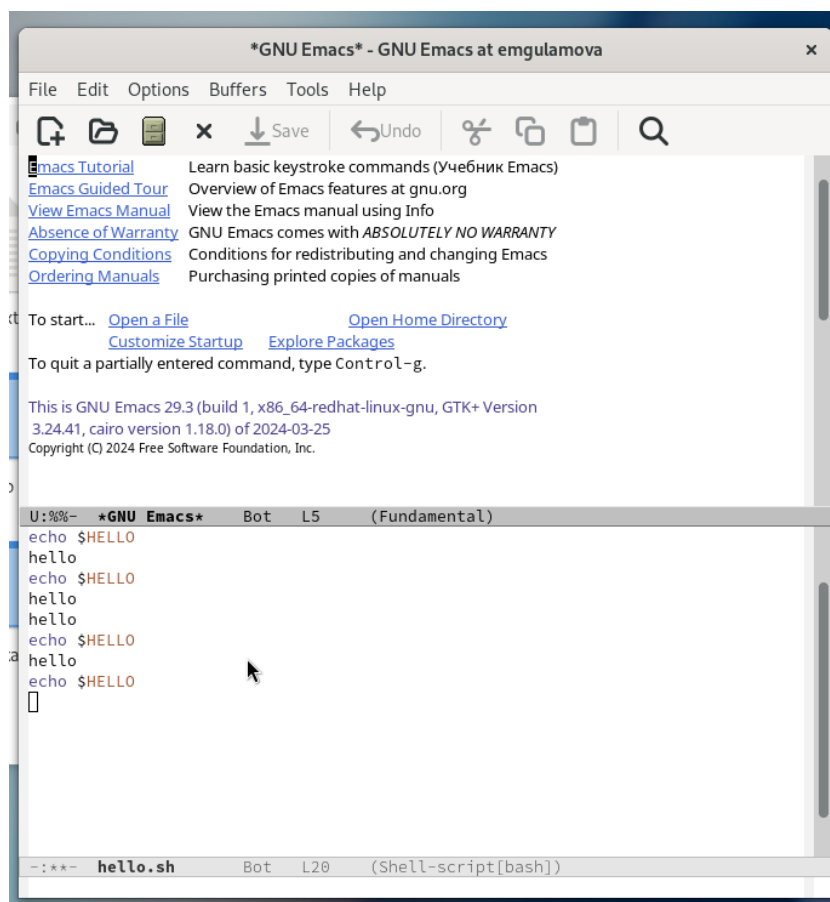 *GNU Emacs* - GNU Emacs at emgulamova
File Edit Options Buffers Tools Help
Save Undo
Emacs Tutorial Learn basic keystroke commands (Учебник Emacs)
Emacs Guided Tour Overview of Emacs features at gnu.org
View Emacs Manual View the Emacs manual using Info
Absence of Warranty GNU Emacs comes with ABSOLUTELY NO WARRANTY
Copying Conditions Conditions for redistributing and changing Emacs
Ordering Manuals Purchasing printed copies of manuals
To start... Open a File Open Home Directory
Customize Startup Explore Packages
To quit a partially entered command, type Control-g.
This is GNU Emacs 29.3 (build 1, x86_64-redhat-linux-gnu, GTK+ Version
3.24.41, cairo version 1.18.0) of 2024-03-25
Copyright (C) 2024 Free Software Foundation, Inc.
U:%%- *GNU Emacs* Bot L5 (Fundamental)
echo $HELLO
hello
echo $HELLO
hello
hello
echo $HELLO
hello
echo $HELLO
-:**- hello.sh Bot L20 (Shell-script[bash])